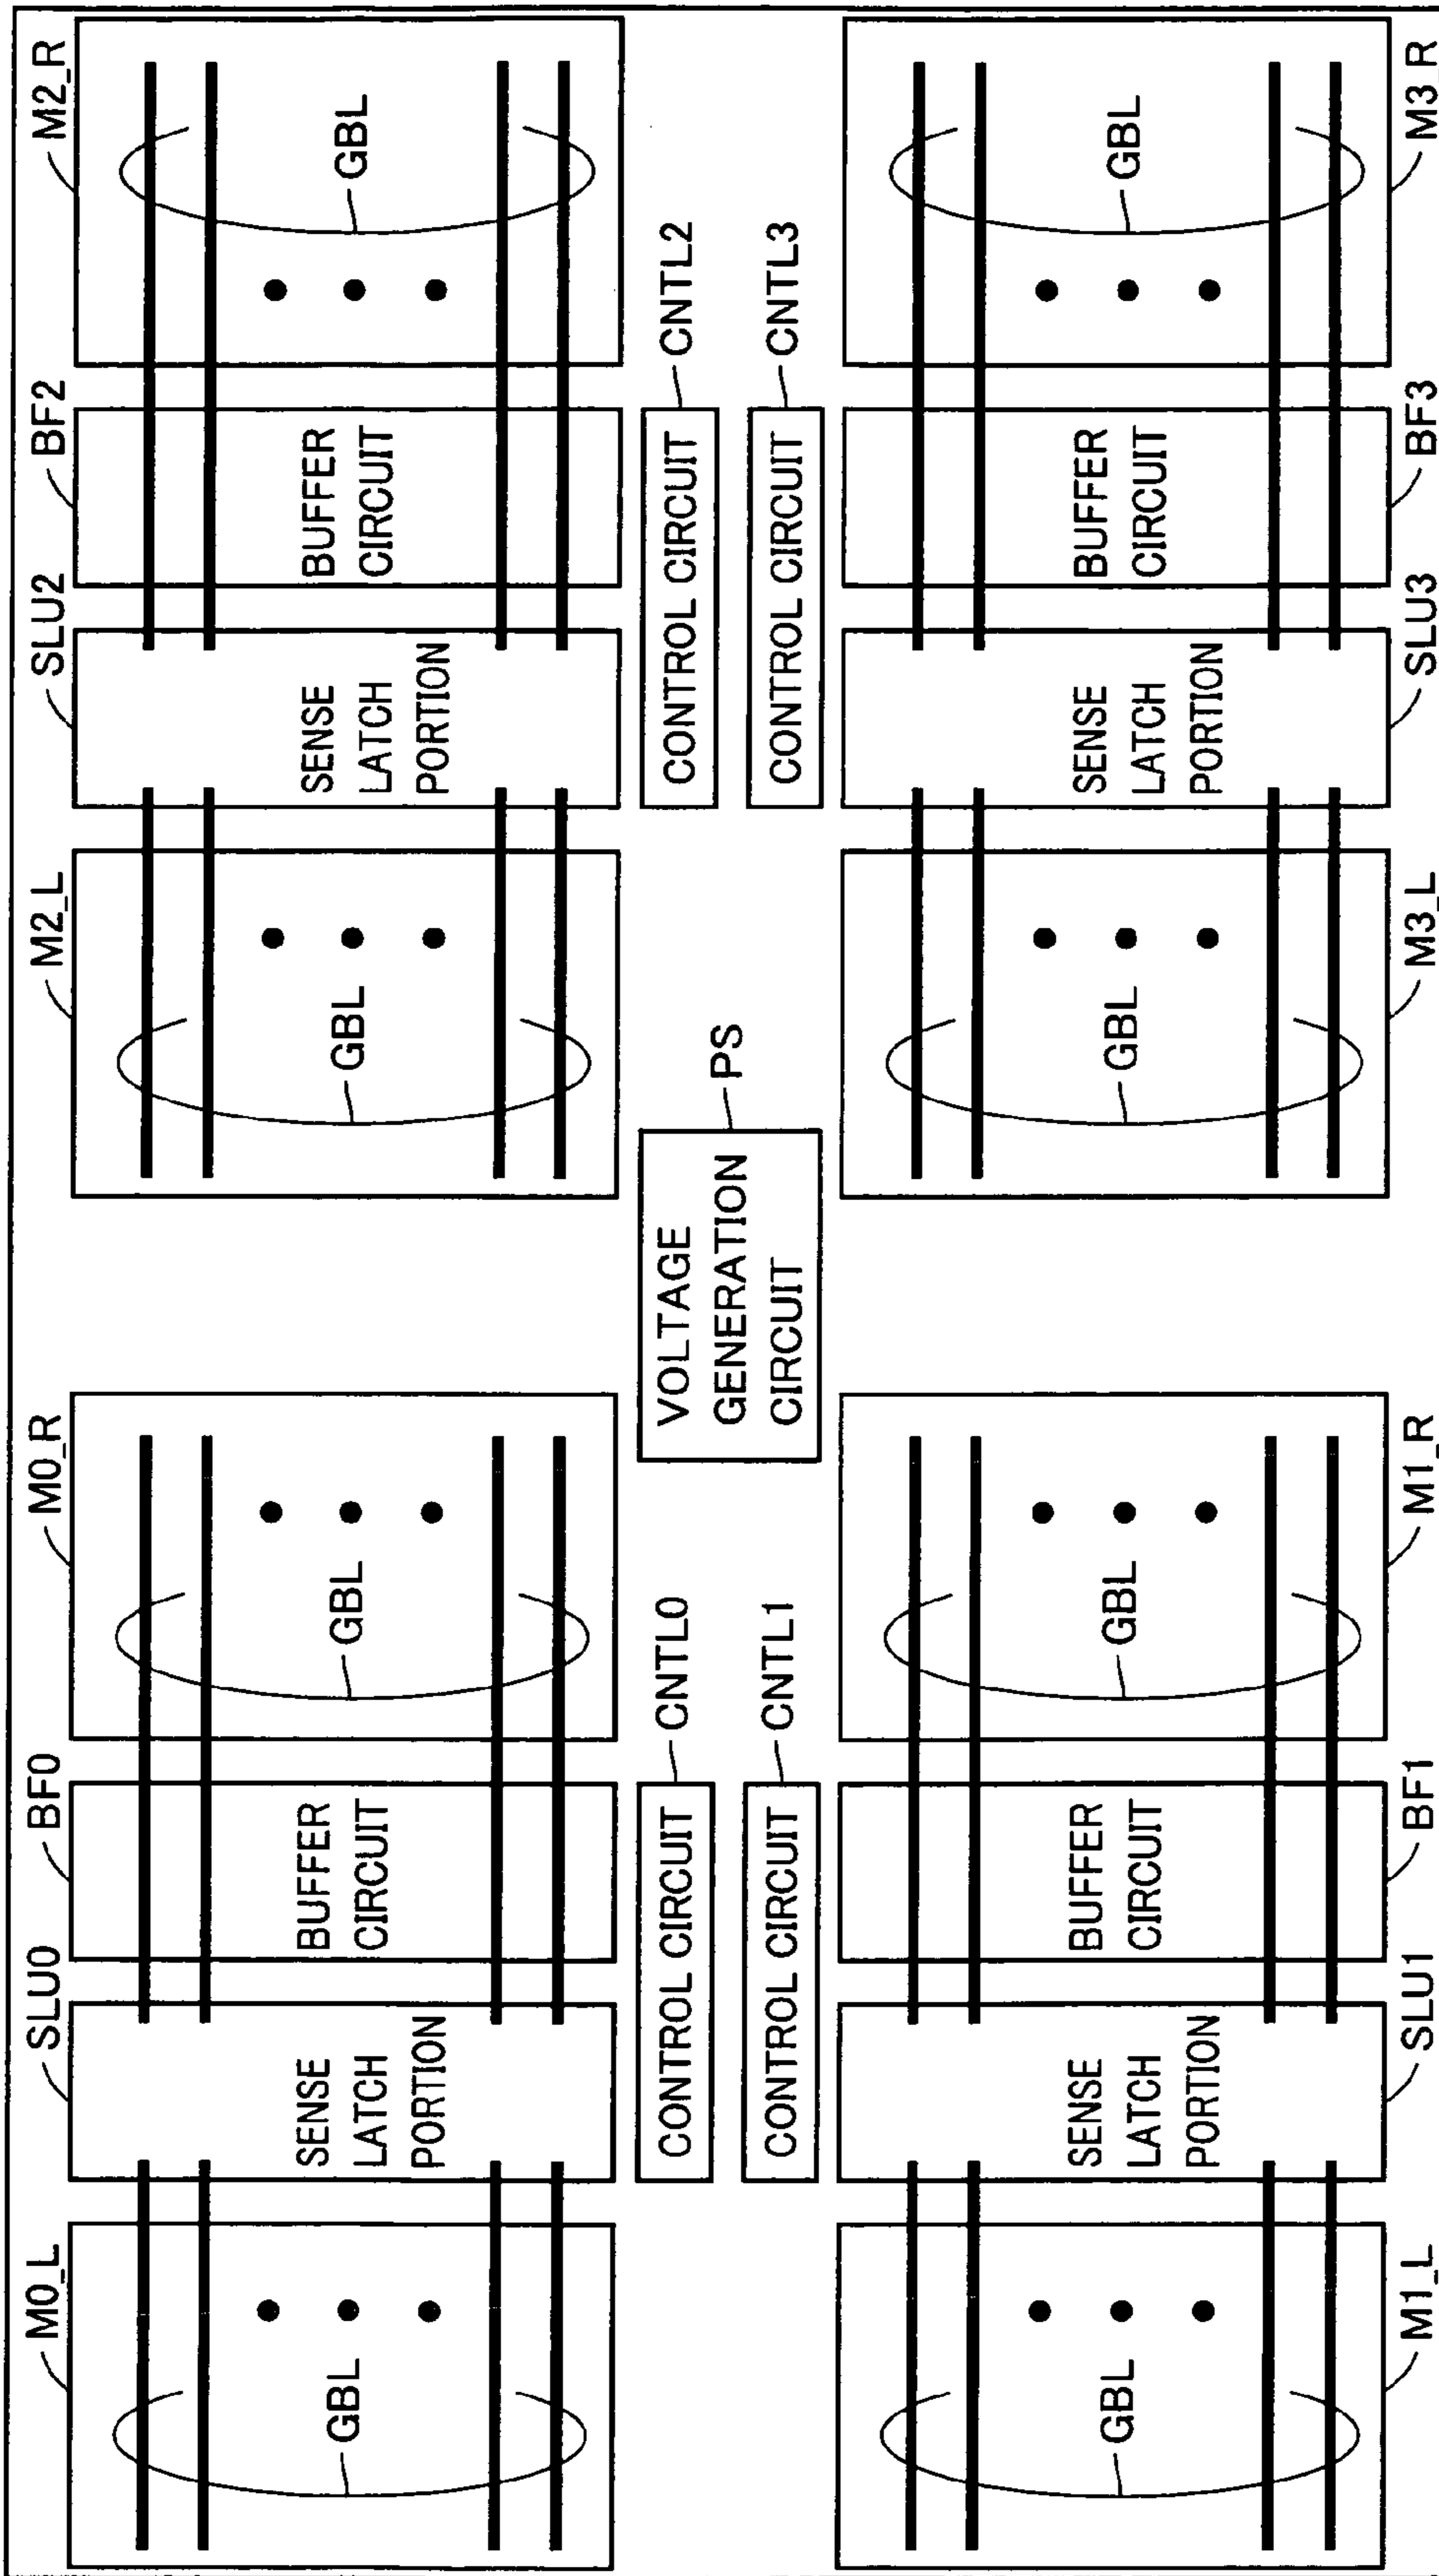 M0_L
SLU0
BF0
M0_R
M2_L
SLU2
BF2
M2_R
GBL
SENSE
LATCH
PORTION
BUFFER
CIRCUIT
GBL
GBL
SENSE
LATCH
PORTION
BUFFER
CIRCUIT
GBL
CONTROL CIRCUIT
CNTL0
CONTROL CIRCUIT
CNTL1
VOLTAGE
GENERATION
CIRCUIT
PS
CONTROL CIRCUIT
CNTL2
CONTROL CIRCUIT
CNTL3
GBL
SENSE
LATCH
PORTION
BUFFER
CIRCUIT
GBL
GBL
SENSE
LATCH
PORTION
BUFFER
CIRCUIT
GBL
M1_L
SLU1
BF1
M1_R
M3_L
SLU3
BF3
M3_R